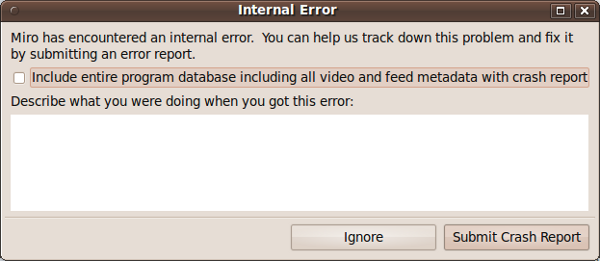 Internal Error
Miro has encountered an internal error.  You can help us track down this problem and fix it
by submitting an error report.
Include entire program database including all video and feed metadata with crash report
Describe what you were doing when you got this error:
Ignore
Submit Crash Report